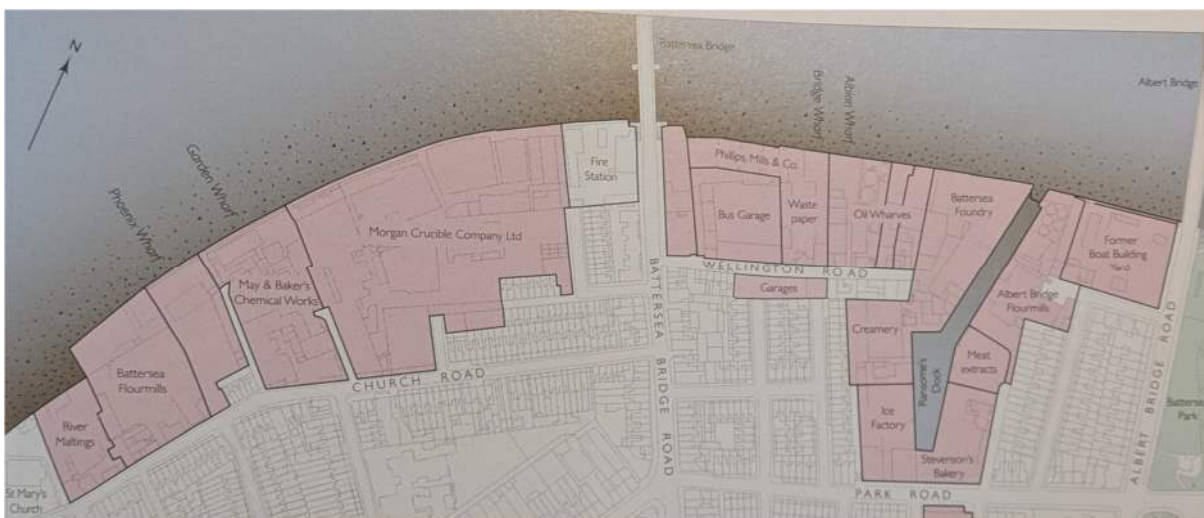 N
Battersea Bridge
Albert Bridge
Bridge Wharf
Albion Wharf
Garden Wharf
Phoenix Wharf
Fire
Station
Phillips, Mills & Co.
Bus Garage
Waste
paper
Oil Wharves
Battersea
Foundry
Former
Boat Building
Yard
Morgan Crucible Company Ltd
May & Baker's
Chemical Works
WELLINGTON ROAD
Garages
Albert Bridge
Flourmills
Creamery
Meat
extracts
Ransome's
Dock
Battersea
Flourmills
CHURCH ROAD
BATTERSEA BRIDGE ROAD
ALBERT BRIDGE ROAD
Park
River
Maltings
Ice
Factory
Stevenson's
Bakery
St Mary's
Church
PARK ROAD